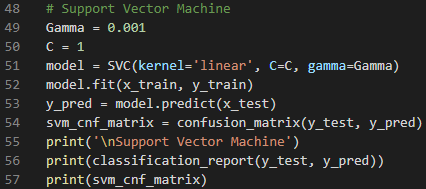 48 # Support Vector Machine
49 Gamma = 0.001
50 C = 1
51 model = SVC(kernel='linear', C=C, gamma=Gamma)
52 model.fit(x_train, y_train)
53 y_pred = model.predict(x_test)
54 svm_cnf_matrix = confusion_matrix(y_test, y_pred)
55 print('\nSupport Vector Machine')
56 print(classification_report(y_test, y_pred))
57 print(svm_cnf_matrix)